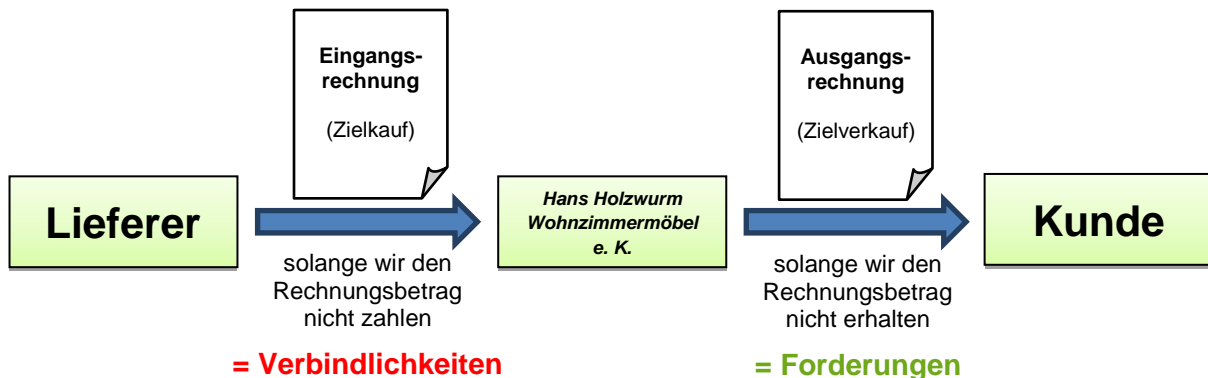 Eingangs-
rechnung
(Zielkauf)
Ausgangs-
rechnung
(Zielverkauf)
Lieferer
Hans Holzwurm
Wohnzimmermöbel
e. K.
Kunde
solange wir den
Rechnungsbetrag
nicht zahlen
= Verbindlichkeiten
solange wir den
Rechnungsbetrag
nicht erhalten
= Forderungen